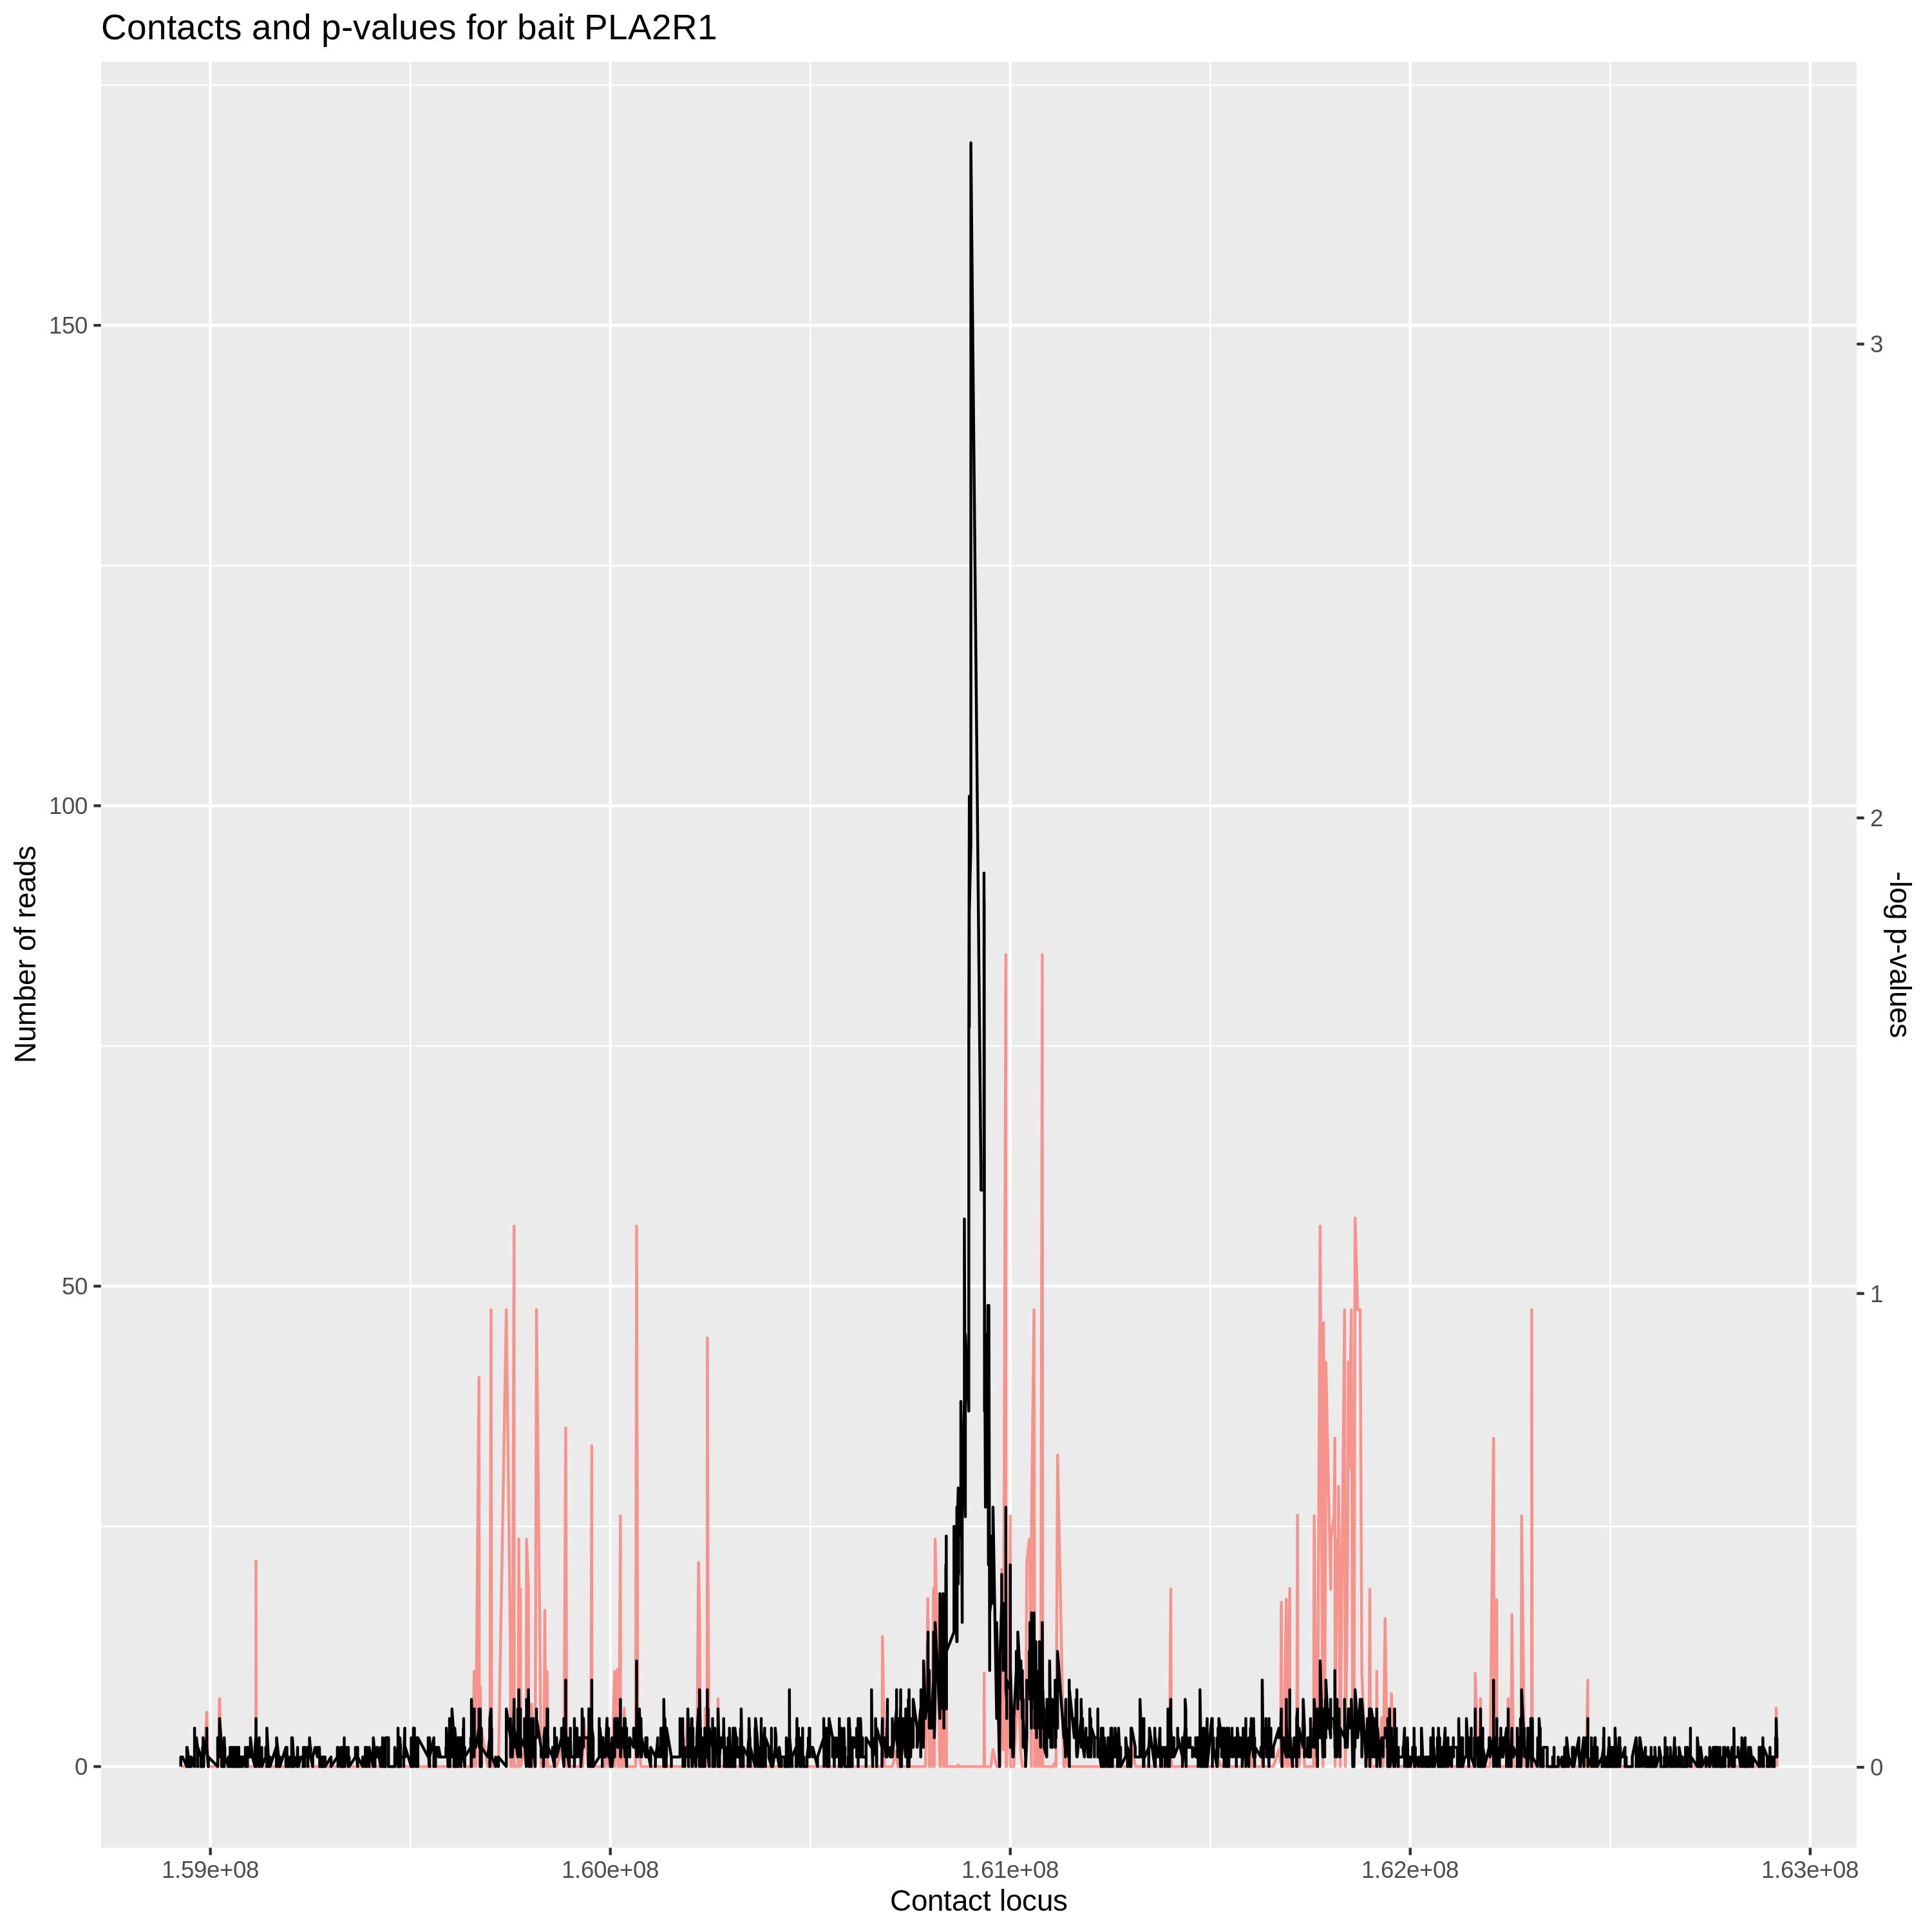 Contacts and p-values for bait PLA2R1
150
100
50
0
Number of reads
3
2
1
0
-log p-values
1.59e+08 1.60e+08 1.61e+08 1.62e+08 1.63e+08
Contact locus